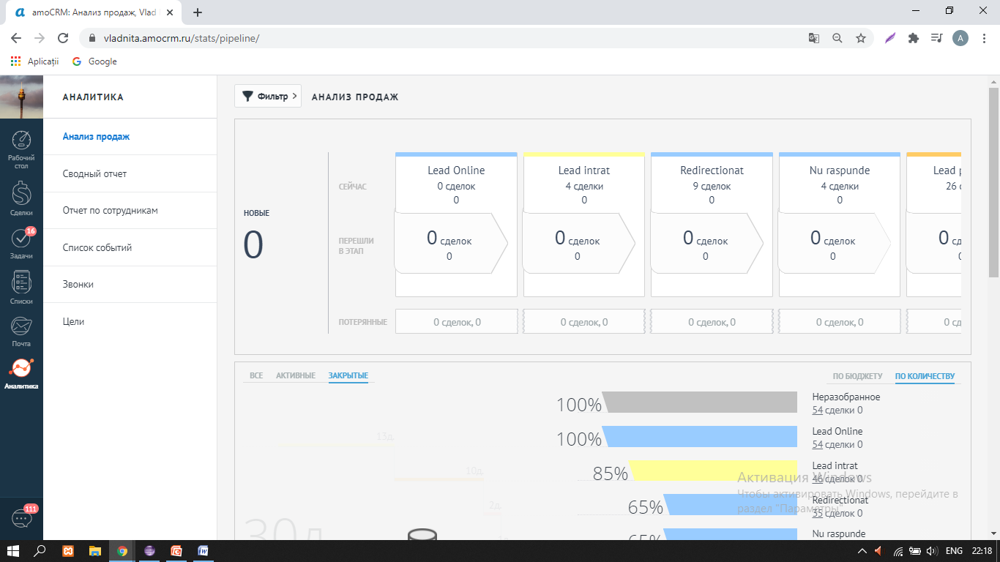 amoCRM: Анализ продаж, Vlad
vladnita.amocrm.ru/stats/pipeline/
A
Aplicații
Google
Рабочий
стол
Сделки
16
Задачи
Списки
Почта
Аналитика
111
АНАЛИТИКА
Анализ продаж
Сводный отчет
Отчет по сотрудникам
Список событий
Звонки
Цели
Фильтр
АНАЛИЗ ПРОДАЖ
НОВЫЕ
0
СЕЙЧАС
ПЕРЕШЛИ
В ЭТАП
ПОТЕРЯННЫЕ
Lead Online
0 сделок
0
0 сделок
0
0 сделок, 0
Lead intrat
4 сделки
0
0 сделок
0
0 сделок, 0
Redirectionat
9 сделок
0
0 сделок
0
0 сделок, 0
Nu raspunde
4 сделки
0
0 сделок
0
0 сделок, 0
Lead
26
0
0 сд
ВСЕ АКТИВНЫЕ ЗАКРЫТЫЕ
ПО БЮДЖЕТУ ПО КОЛИЧЕСТВУ
13д.
10д.
2д.
30д
100%
Неразобранное
54 сделки 0
100%
Lead Online
54 сделки 0
85%
Lead intrat
46 сделок 0
65%
Redirectionat
35 сделок 0
65%
Nu raspunde
Активация Windows
Чтобы активировать Windows, перейдите в
раздел "Параметры".
ENG
22:18